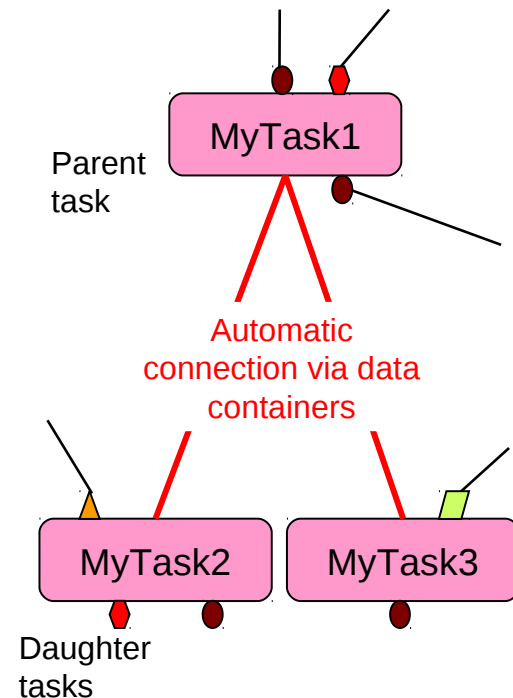 MyTask1
Parent
task
Automatic
connection via data
containers
MyTask2
MyTask3
Daughter
tasks